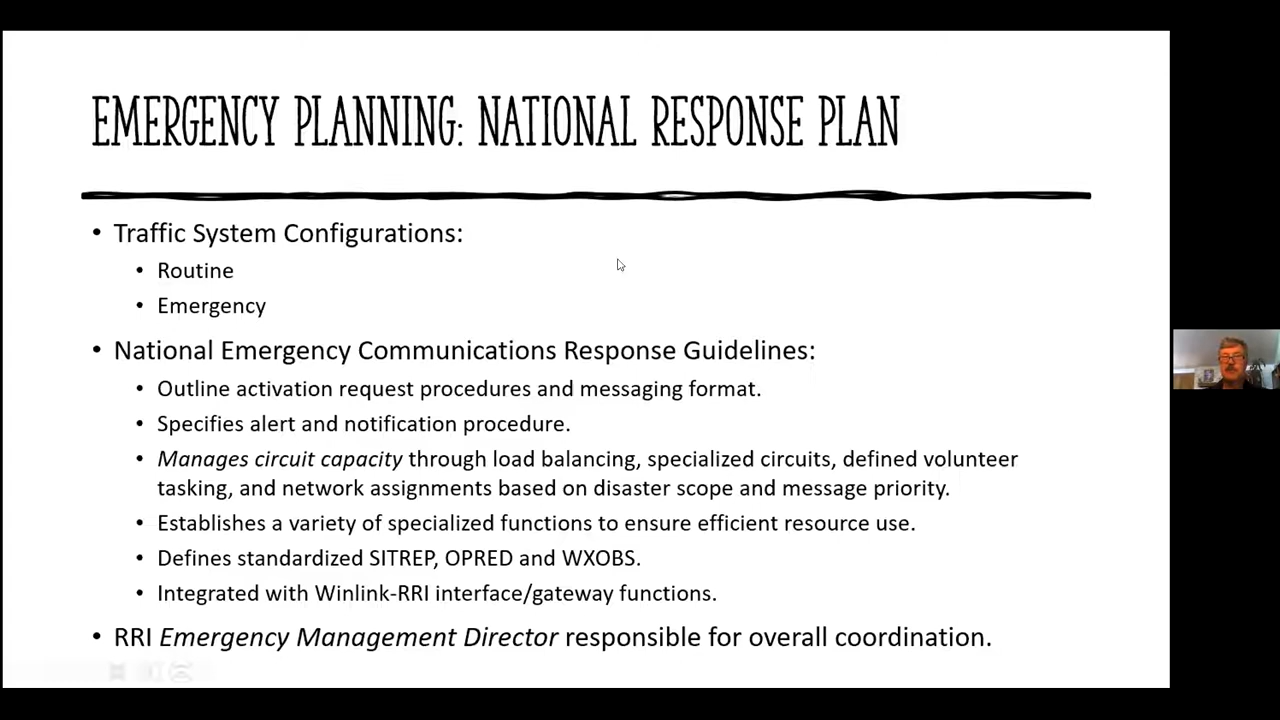 EMERGENCY PLANNING: NATIONAL RESPONSE PLAN
• Traffic System Configurations:
• Routine
• Emergency
• National Emergency Communications Response Guidelines:
• Outline activation request procedures and messaging format.
• Specifies alert and notification procedure.
• Manages circuit capacity through load balancing, specialized circuits, defined volunteer
tasking, and network assignments based on disaster scope and message priority.
• Establishes a variety of specialized functions to ensure efficient resource use.
• Defines standardized SITREP, OPRED and WXOBS.
• Integrated with Winlink-RRI interface/gateway functions.
• RRI Emergency Management Director responsible for overall coordination.